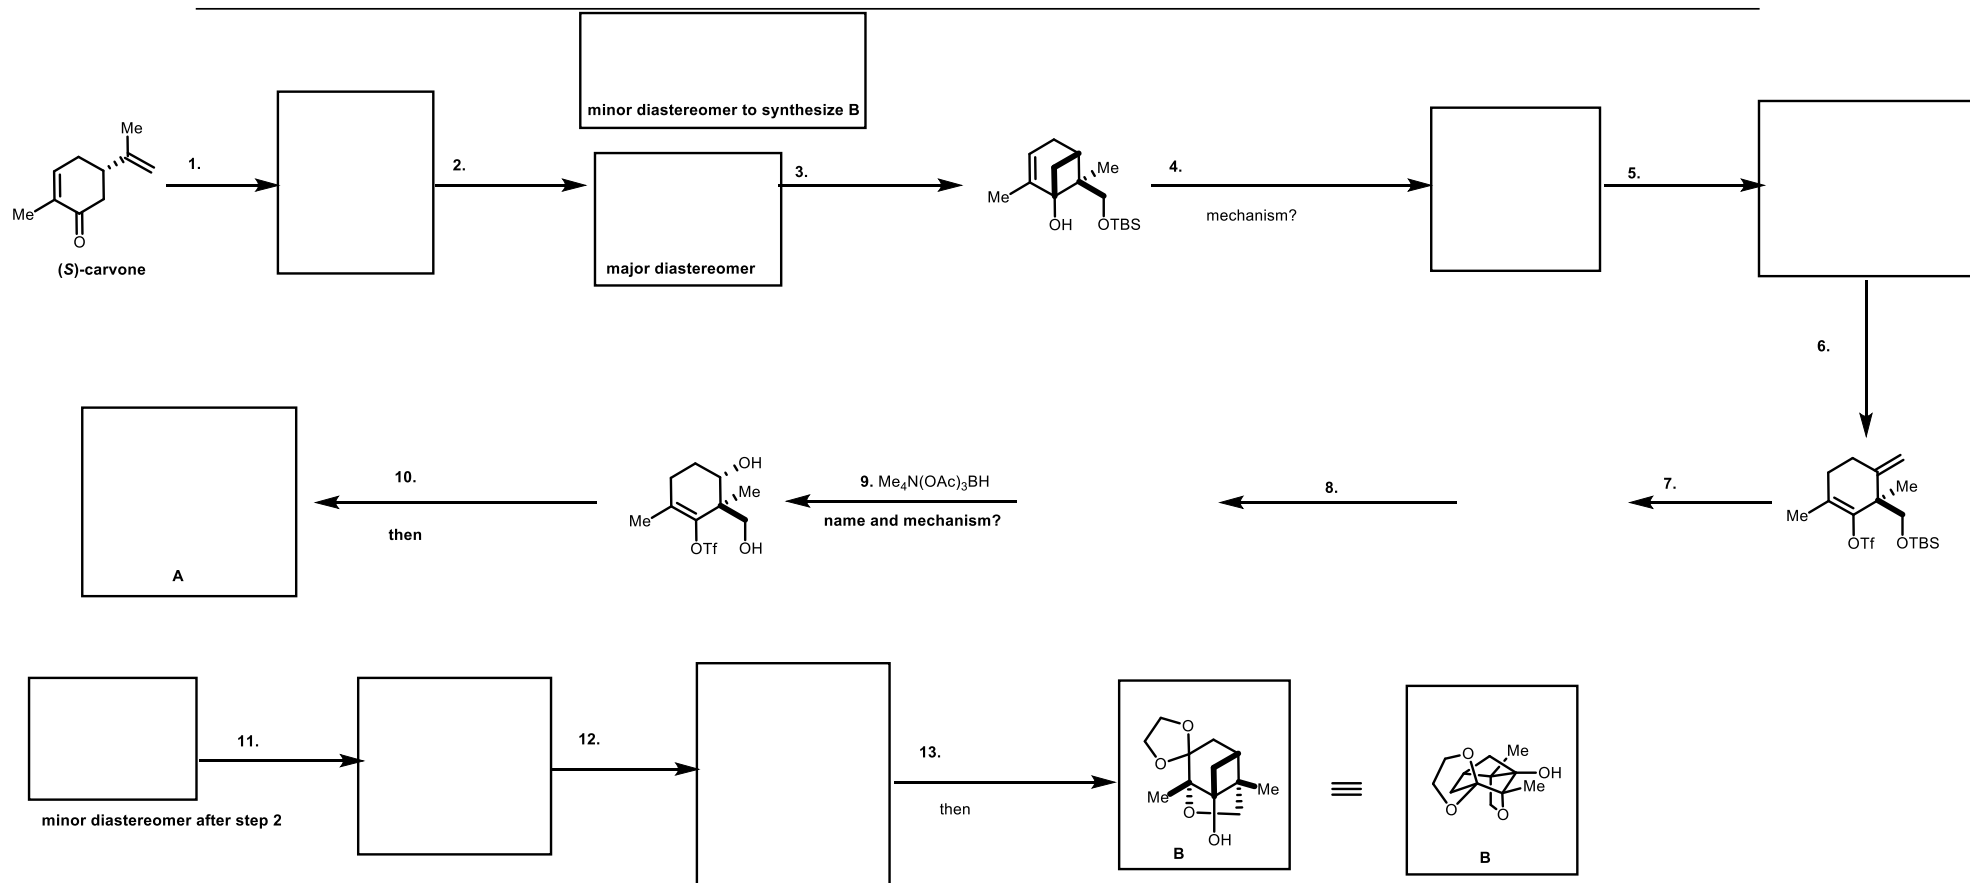 minor diastereomer to synthesize B
Me
Me
O
(S)-carvone
1.
2.
major diastereomer
3.
Me
Me
OH
OTBS
4.
mechanism?
5.
6.
Me
Me
OTf
OTBS
7.
8.
9. Me4N(OAc)3BH
name and mechanism?
OH
Me
Me
OTf
OH
10.
then
A
minor diastereomer after step 2
11.
12.
13.
then
O
O
Me
Me
O
OH
B
O
Me
OH
Me
O
O
B